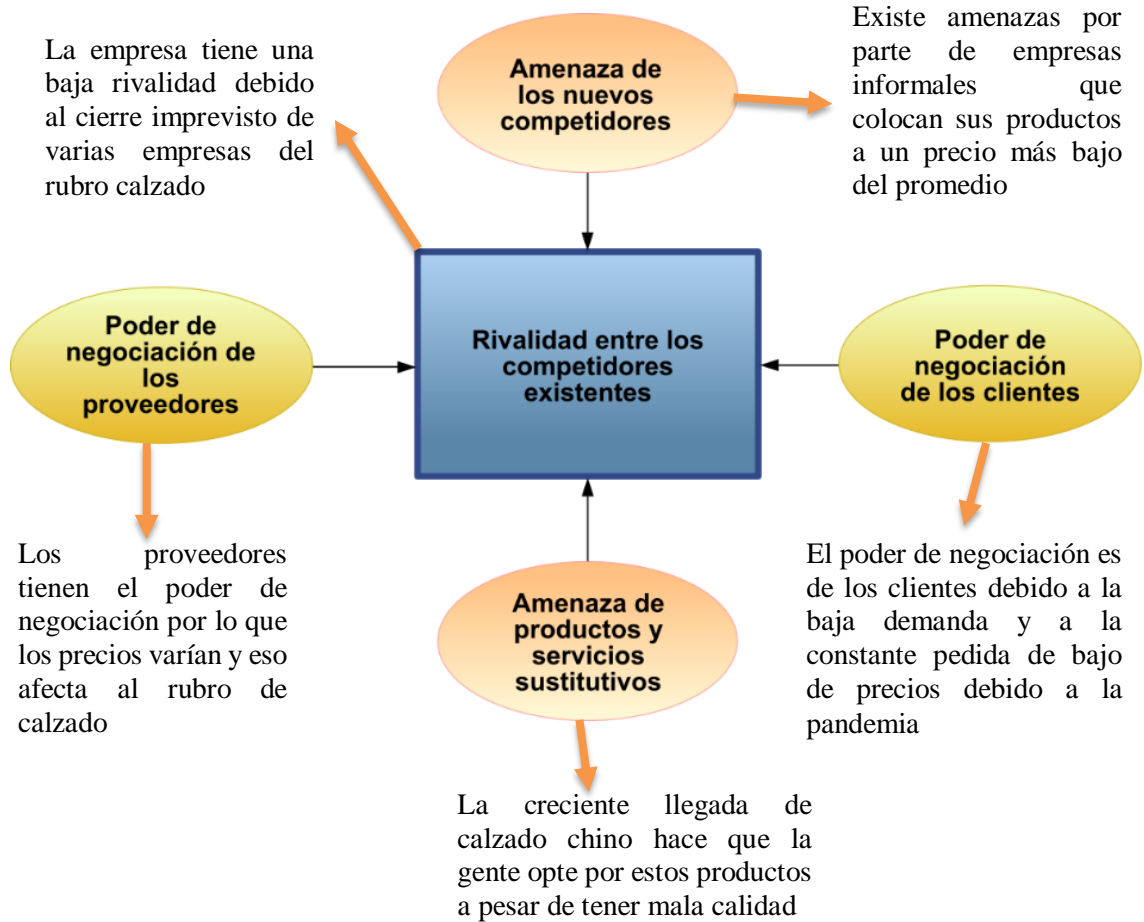 La empresa tiene una
baja rivalidad debido
al cierre imprevisto de
varias empresas del
rubro calzado
Amenaza de
los nuevos
competidores
Existe amenazas por
parte de empresas
informales que
colocan sus productos
a un precio más bajo
del promedio
Poder de
negociación de
los
proveedores
Rivalidad entre los
competidores
existentes
Poder de
negociación
de los clientes
Los proveedores
tienen el poder de
negociación por lo que
los precios varían y eso
afecta al rubro de
calzado
Amenaza de
productos y
servicios
sustitutivos
El poder de negociación es
de los clientes debido a la
baja demanda y a la
constante pedida de bajo
de precios debido a la
pandemia
La creciente llegada de
calzado chino hace que la
gente opte por estos productos
a pesar de tener mala calidad